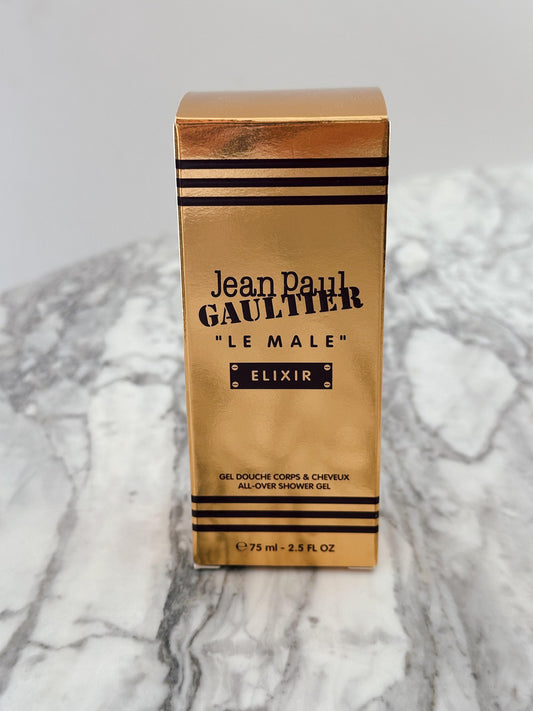 Jean Paul
GAULTIER
"LE MALE"
ELIXIR
GEL DOUCHE CORPS & CHEVEUX
ALL-OVER SHOWER GEL
℮ 75 ml - 2.5 FL OZ